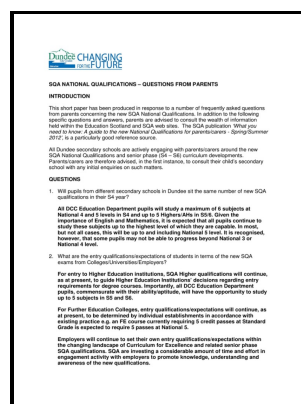 Dundee CHANGING
FOR THE FUTURE
SQA NATIONAL QUALIFICATIONS – QUESTIONS FROM PARENTS
INTRODUCTION
This short paper has been produced in response to a number of frequently asked questions
from parents concerning the new SQA National Qualifications. In addition to the following
specific questions and answers, parents are advised to consult the wealth of information
held within the Education Scotland and SQA web sites. The SQA publication 'What you
need to know: A guide to the new National Qualifications for parents/carers - Spring/Summer
2012', is a particularly good reference source.
All Dundee secondary schools are actively engaging with parents/carers around the new
SQA National Qualifications and senior phase (S4 – S6) curriculum developments.
Parents/carers are therefore advised, in the first instance, to consult their child's secondary
school with any initial enquiries on such matters.
QUESTIONS
1. Will pupils from different secondary schools in Dundee sit the same number of new SQA
qualifications in their S4 year?
All DCC Education Department pupils will study a maximum of 6 subjects at
National 4 and 5 levels in S4 and up to 5 Highers/AHs in S5/6. Given the
importance of English and Mathematics, it is expected that all pupils continue to
study these subjects up to the highest level of which they are capable. In most,
but not all cases, this will be up to and including National 5 level. It is recognised,
however, that some pupils may not be able to progress beyond National 3 or
National 4 level.
2. What are the entry qualifications/expectations of students in terms of the new SQA
exams from Colleges/Universities/Employers?
For entry to Higher Education institutions, SQA Higher qualifications will continue,
as at present, to guide Higher Education Institutions' decisions regarding entry
requirements for degree courses. Importantly, all DCC Education Department
pupils, commensurate with their ability/aptitude, will have the opportunity to study
up to 5 subjects in S5 and S6.
For Further Education Colleges, entry qualifications/expectations will continue, as
at present, to be determined by individual establishments in accordance with
existing practice e.g. an FE course currently requiring 5 credit passes at Standard
Grade is expected to require 5 passes at National 5.
Employers will continue to set their own entry qualifications/expectations within
the changing landscape of Curriculum for Excellence and related senior phase
SQA qualifications. SQA are investing a considerable amount of time and effort in
engagement activity with employers to promote knowledge, understanding and
awareness of the new qualifications.